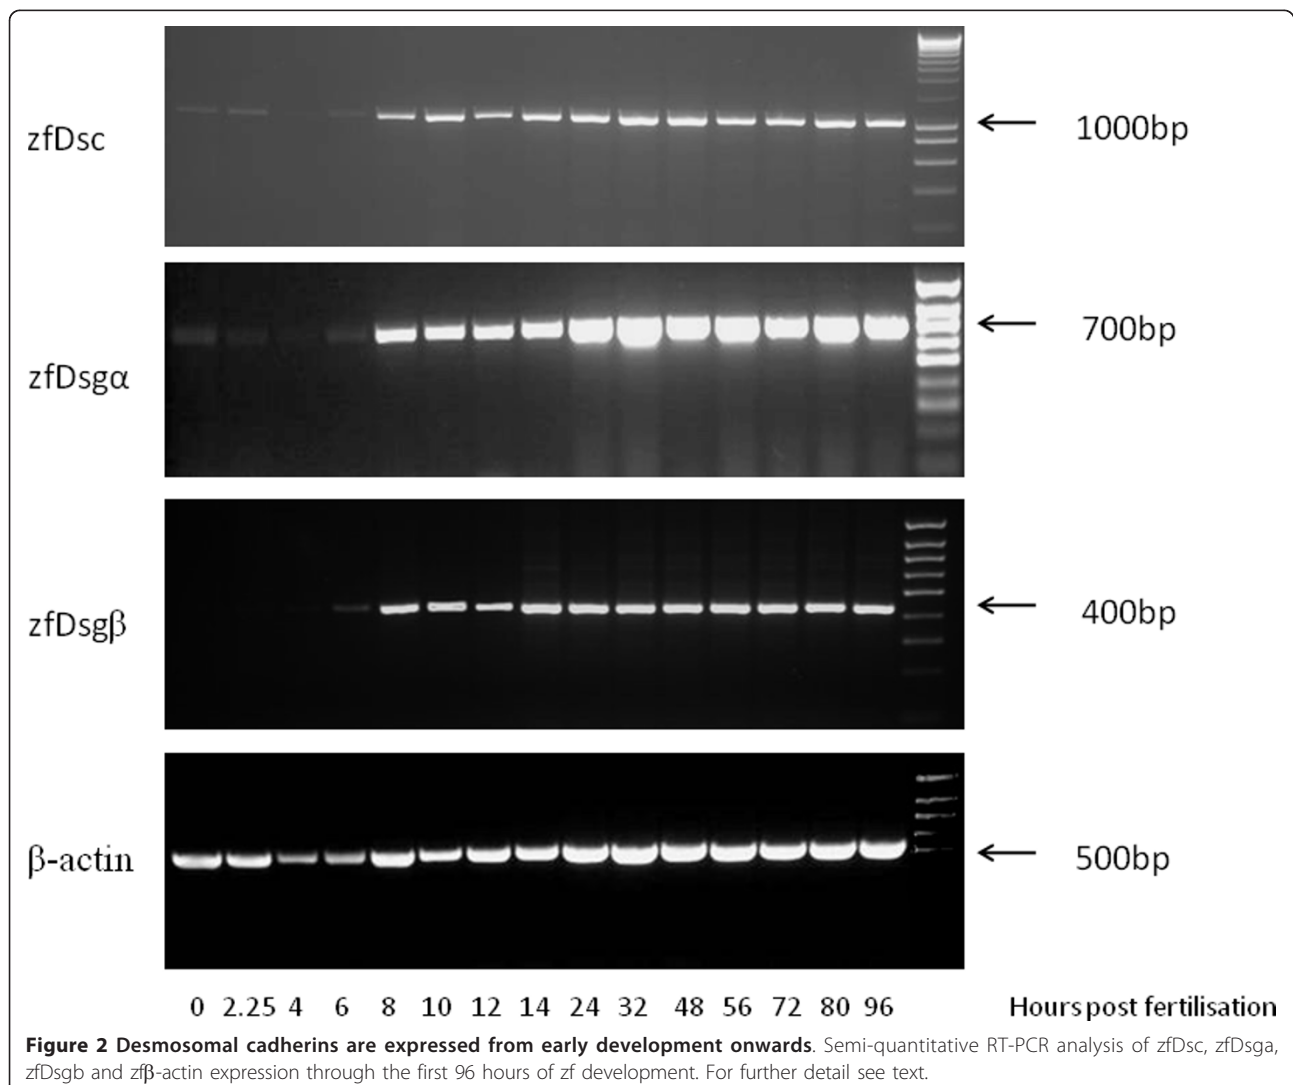 zfDsc
1000bp
zfDsgα
700bp
zfDsgβ
400bp
β-actin
500bp
0 2.25 4 6 8 10 12 14 24 32 48 56 72 80 96 Hours post fertilisation
Figure 2 Desmosomal cadherins are expressed from early development onwards. Semi-quantitative RT-PCR analysis of zfDsc, zfDsga,
zfDsgb and zfβ-actin expression through the first 96 hours of zf development. For further detail see text.